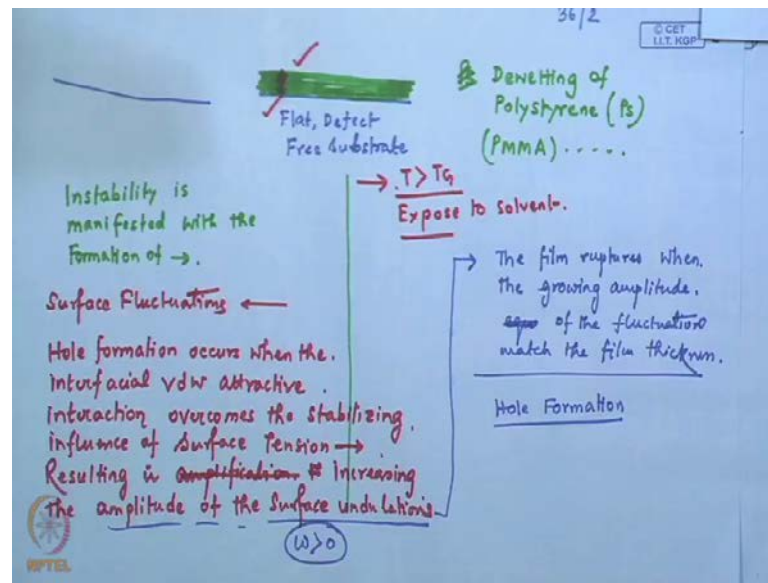 36/2
© CET
I.I.T. KGP
Flat, Defect
Free Substrate
Dewetting of
Polystyrene (PS)
(PMMA) .....
→ T > TG
Expose to solvent.
Instability is
manifested with the
Formation of →.
Surface Fluctuations ←
Hole formation occurs when the.
interfacial vdW attractive.
interaction overcomes the stabilizing.
influence of Surface Tension →
Resulting in amplification Increasing
the amplitude of the Surface undulations.
ω>0
→ The film ruptures when.
the growing amplitude.
of the fluctuations
match the film thickness.
Hole Formation
NPTEL